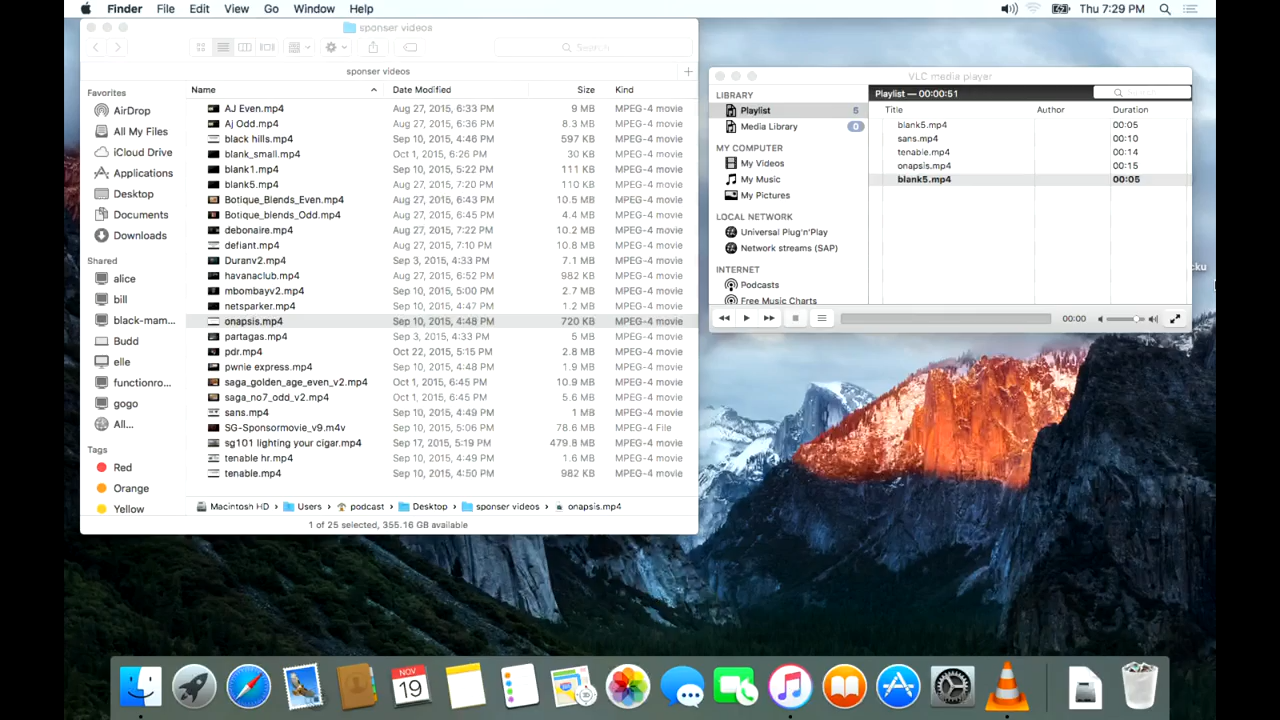 Finder File Edit View Go Window Help Thu 7:29 PM
sponser videos
Search
sponser videos
Name Date Modified Size Kind
Favorites
AirDrop
All My Files
iCloud Drive
Applications
Desktop
Documents
Downloads
Shared
alice
bill
black-mam...
Budd
elle
functionro...
gogo
All...
Tags
Red
Orange
Yellow
AJ Even.mp4 Aug 27, 2015, 6:33 PM 9 MB MPEG-4 movie
Aj Odd.mp4 Aug 27, 2015, 6:36 PM 8.3 MB MPEG-4 movie
black hills.mp4 Sep 10, 2015, 4:46 PM 597 KB MPEG-4 movie
blank_small.mp4 Oct 1, 2015, 6:26 PM 30 KB MPEG-4 movie
blank1.mp4 Sep 10, 2015, 5:22 PM 111 KB MPEG-4 movie
blank5.mp4 Aug 27, 2015, 7:20 PM 110 KB MPEG-4 movie
Botique_Blends_Even.mp4 Aug 27, 2015, 6:43 PM 10.5 MB MPEG-4 movie
Botique_blends_Odd.mp4 Aug 27, 2015, 6:45 PM 4.4 MB MPEG-4 movie
debonaire.mp4 Aug 27, 2015, 7:22 PM 10.2 MB MPEG-4 movie
defiant.mp4 Aug 27, 2015, 7:10 PM 10.8 MB MPEG-4 movie
Duranv2.mp4 Sep 3, 2015, 4:33 PM 7.1 MB MPEG-4 movie
havanaclub.mp4 Aug 27, 2015, 6:52 PM 982 KB MPEG-4 movie
mbombayv2.mp4 Sep 10, 2015, 5:00 PM 2.7 MB MPEG-4 movie
netsparker.mp4 Sep 10, 2015, 4:47 PM 1.2 MB MPEG-4 movie
onapsis.mp4 Sep 10, 2015, 4:48 PM 720 KB MPEG-4 movie
partagas.mp4 Sep 3, 2015, 4:33 PM 5 MB MPEG-4 movie
pdr.mp4 Oct 22, 2015, 5:15 PM 2.8 MB MPEG-4 movie
pwnie express.mp4 Sep 10, 2015, 4:48 PM 1.9 MB MPEG-4 movie
saga_golden_age_even_v2.mp4 Oct 1, 2015, 6:45 PM 10.9 MB MPEG-4 movie
saga_no7_odd_v2.mp4 Oct 1, 2015, 6:45 PM 5.6 MB MPEG-4 movie
sans.mp4 Sep 10, 2015, 4:49 PM 1 MB MPEG-4 movie
SG-Sponsormovie_v9.m4v Sep 10, 2015, 5:06 PM 78.6 MB MPEG-4 File
sg101 lighting your cigar.mp4 Sep 17, 2015, 5:19 PM 479.8 MB MPEG-4 movie
tenable hr.mp4 Sep 10, 2015, 4:49 PM 1.6 MB MPEG-4 movie
tenable.mp4 Sep 10, 2015, 4:50 PM 982 KB MPEG-4 movie
Macintosh HD › Users › podcast › Desktop › sponser videos › onapsis.mp4
1 of 25 selected, 355.16 GB available
VLC media player
LIBRARY
Playlist 5
Media Library 0
MY COMPUTER
My Videos
My Music
My Pictures
LOCAL NETWORK
Universal Plug'n'Play
Network streams (SAP)
INTERNET
Podcasts
Free Music Charts
Playlist — 00:00:51
Title Author Duration
blank5.mp4 00:05
sans.mp4 00:10
tenable.mp4 00:14
onapsis.mp4 00:15
blank5.mp4 00:05
00:00
cku
NOV
19